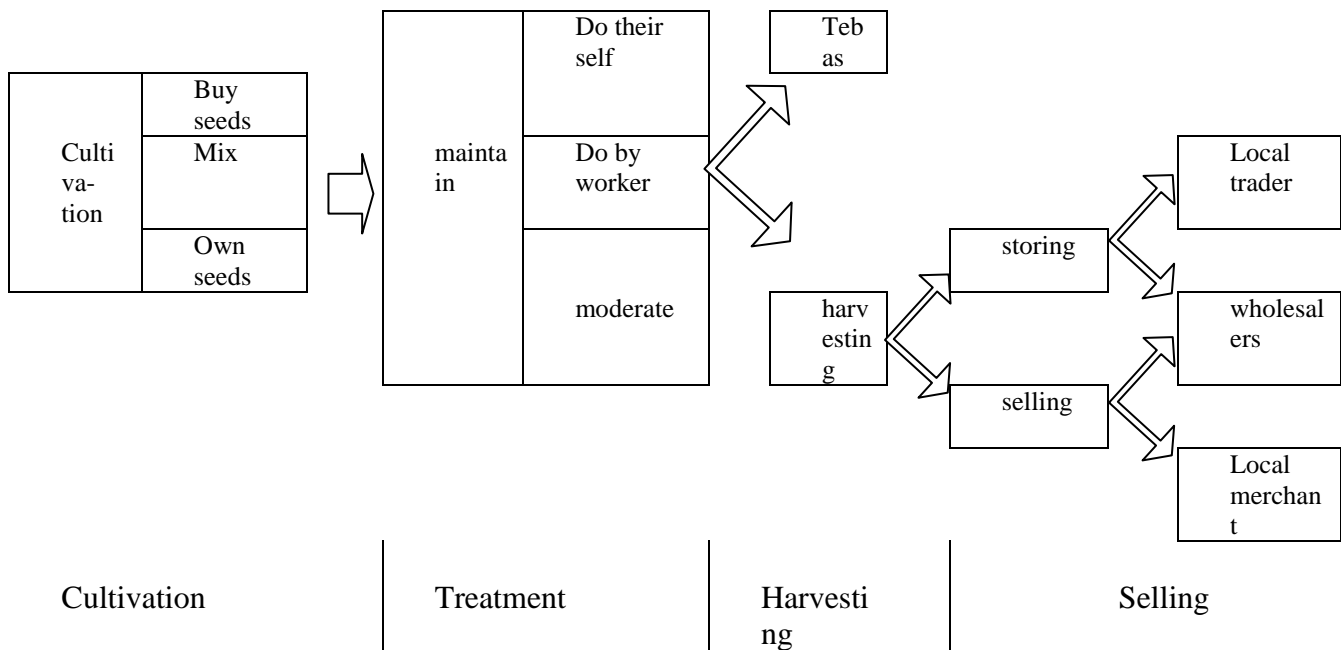 Culti
va-
tion
Buy
seeds
Mix
Own
seeds
mainta
in
Do their
self
Do by
worker
moderate
Teb
as
harv
estin
g
storing
selling
Local
trader
wholesal
ers
Local
merchan
t
Cultivation
Treatment
Harvesti
ng
Selling